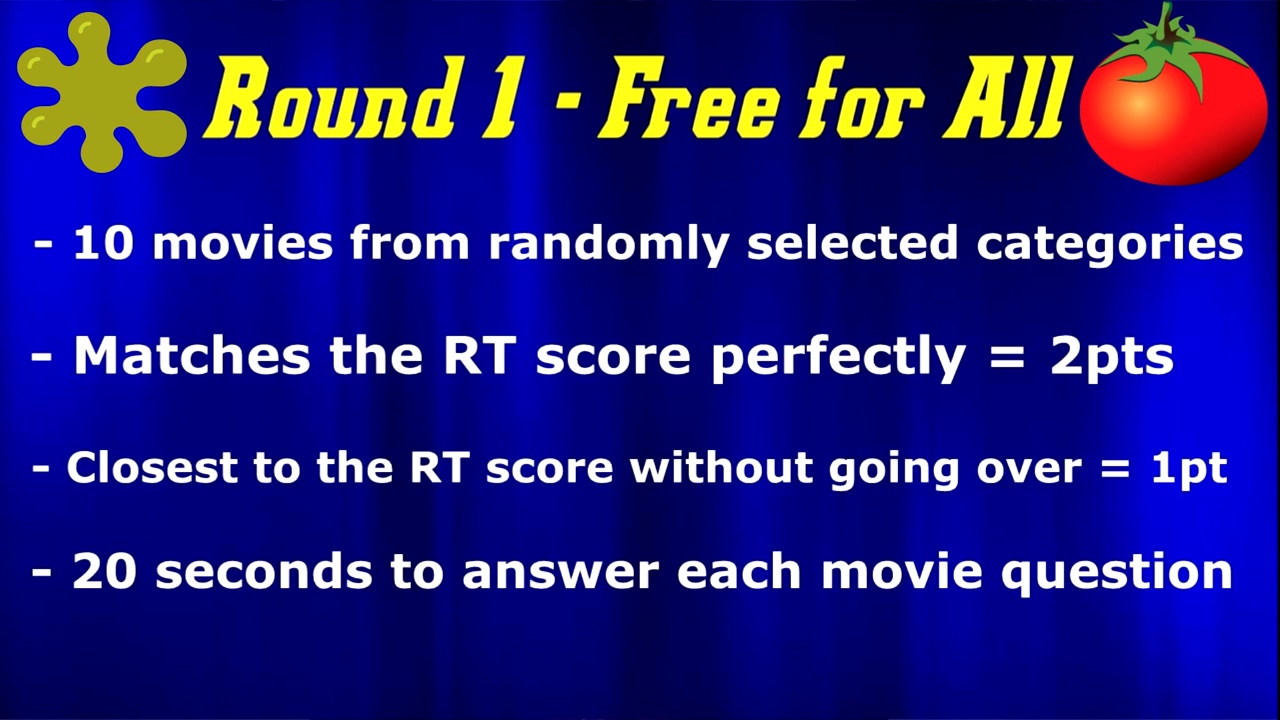 Round 1 - Free for All
- 10 movies from randomly selected categories
- Matches the RT score perfectly = 2pts
- Closest to the RT score without going over = 1pt
- 20 seconds to answer each movie question